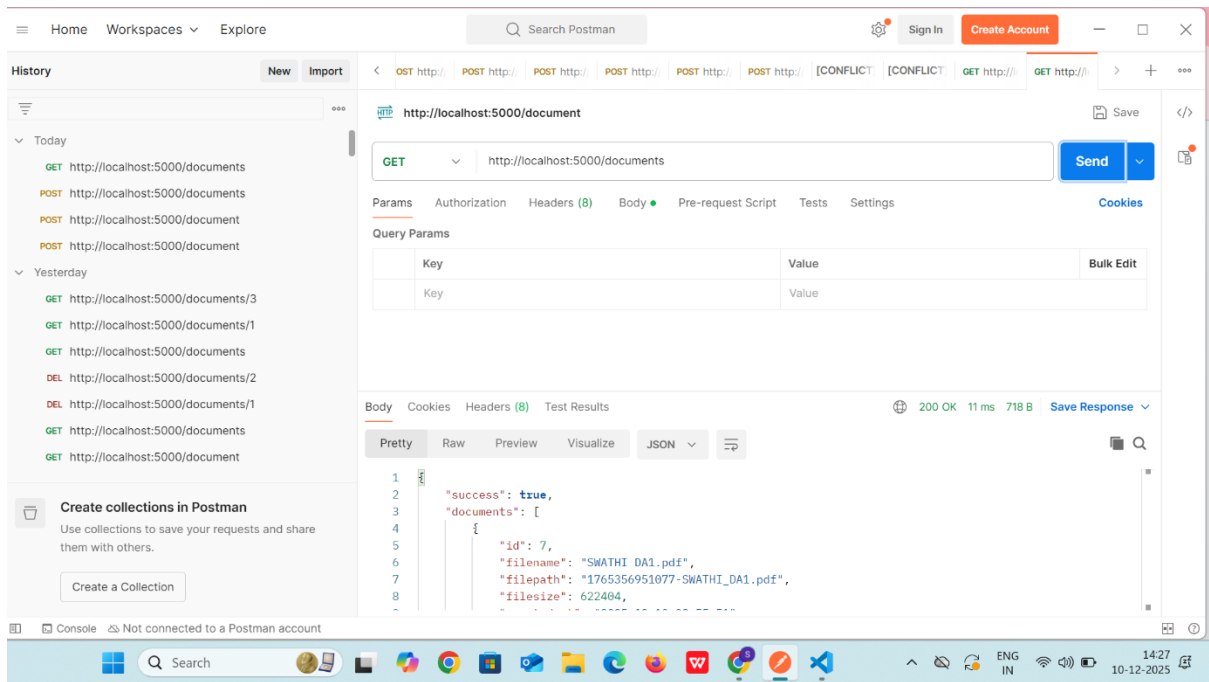 Home Workspaces Explore Search Postman Sign In Create Account
History New Import OST http:// POST http:// POST http:// POST http:// POST http:// POST http:// [CONFLICT] [CONFLICT] GET http://l GET http://l
HTTP http://localhost:5000/document Save
Today
GET http://localhost:5000/documents
POST http://localhost:5000/documents
POST http://localhost:5000/document
POST http://localhost:5000/document
Yesterday
GET http://localhost:5000/documents/3
GET http://localhost:5000/documents/1
GET http://localhost:5000/documents
DEL http://localhost:5000/documents/2
DEL http://localhost:5000/documents/1
GET http://localhost:5000/documents
GET http://localhost:5000/document
Create collections in Postman
Use collections to save your requests and share
them with others.
Create a Collection
GET http://localhost:5000/documents Send
Params Authorization Headers (8) Body Pre-request Script Tests Settings Cookies
Query Params
Key Value Bulk Edit
Key Value
Body Cookies Headers (8) Test Results 200 OK 11 ms 718 B Save Response
Pretty Raw Preview Visualize JSON
1 {
2 "success": true,
3 "documents": [
4 {
5 "id": 7,
6 "filename": "SWATHI DA1.pdf",
7 "filepath": "1765356951077-SWATHI_DA1.pdf",
8 "filesize": 622404,
Console Not connected to a Postman account
Search ENG 14:27
IN 10-12-2025